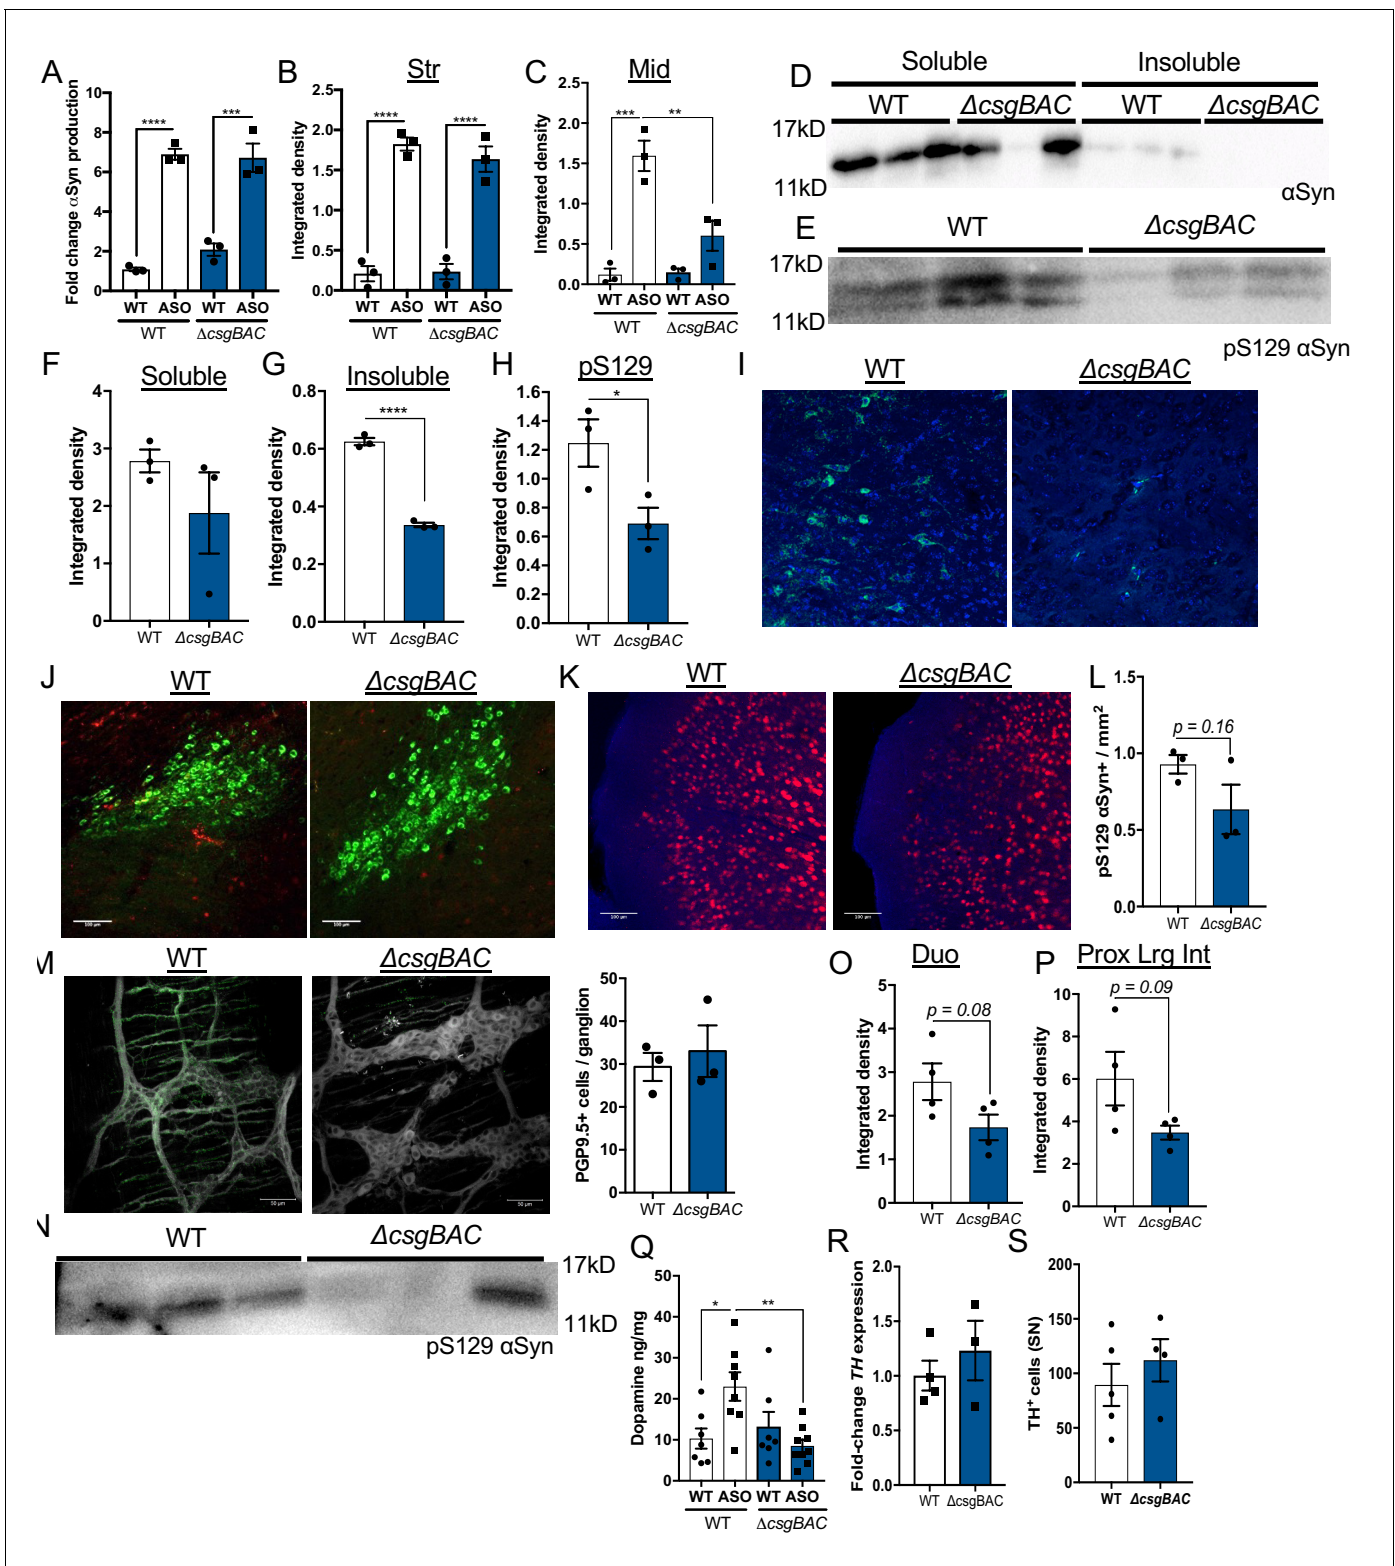 A
Fold change αSyn production
10
8
6
4
2
0
****
***
WT ASO WT ASO
WT ΔcsgBAC
B
Str
Integrated density
2.5
2.0
1.5
1.0
0.5
0.0
****
****
WT ASO WT ASO
WT ΔcsgBAC
C
Mid
Integrated density
2.5
2.0
1.5
1.0
0.5
0.0
***
**
WT ASO WT ASO
WT ΔcsgBAC
D
Soluble Insoluble
WT ΔcsgBAC WT ΔcsgBAC
17kD
11kD
αSyn
E
WT ΔcsgBAC
17kD
11kD
pS129 αSyn
F
Soluble
Integrated density
4
3
2
1
0
WT ΔcsgBAC
G
Insoluble
Integrated density
0.8
0.6
0.4
0.2
0.0
****
WT ΔcsgBAC
H
pS129
Integrated density
1.6
1.4
1.2
1.0
0.8
0.6
0.4
0.2
0.0
*
WT ΔcsgBAC
I
WT ΔcsgBAC
J
WT ΔcsgBAC
100 μm
100 μm
K
WT ΔcsgBAC
100 μm
100 μm
L
pS129 αSyn+ / mm²
1.5
1.0
0.5
0.0
p = 0.16
WT ΔcsgBAC
M
WT ΔcsgBAC
50 μm
50 μm
PGP9.5+ cells / ganglion
50
40
30
20
10
0
WT ΔcsgBAC
N
WT ΔcsgBAC
17kD
11kD
pS129 αSyn
O
Duo
Integrated density
5
4
3
2
1
0
p = 0.08
WT ΔcsgBAC
P
Prox Lrg Int
Integrated density
10
8
6
4
2
0
p = 0.09
WT ΔcsgBAC
Q
Dopamine ng/mg
50
40
30
20
10
0
*
**
WT ASO WT ASO
WT ΔcsgBAC
R
Fold-change TH expression
2.0
1.5
1.0
0.5
0.0
WT ΔcsgBAC
S
TH⁺ cells (SN)
200
150
100
50
0
WT ΔcsgBAC